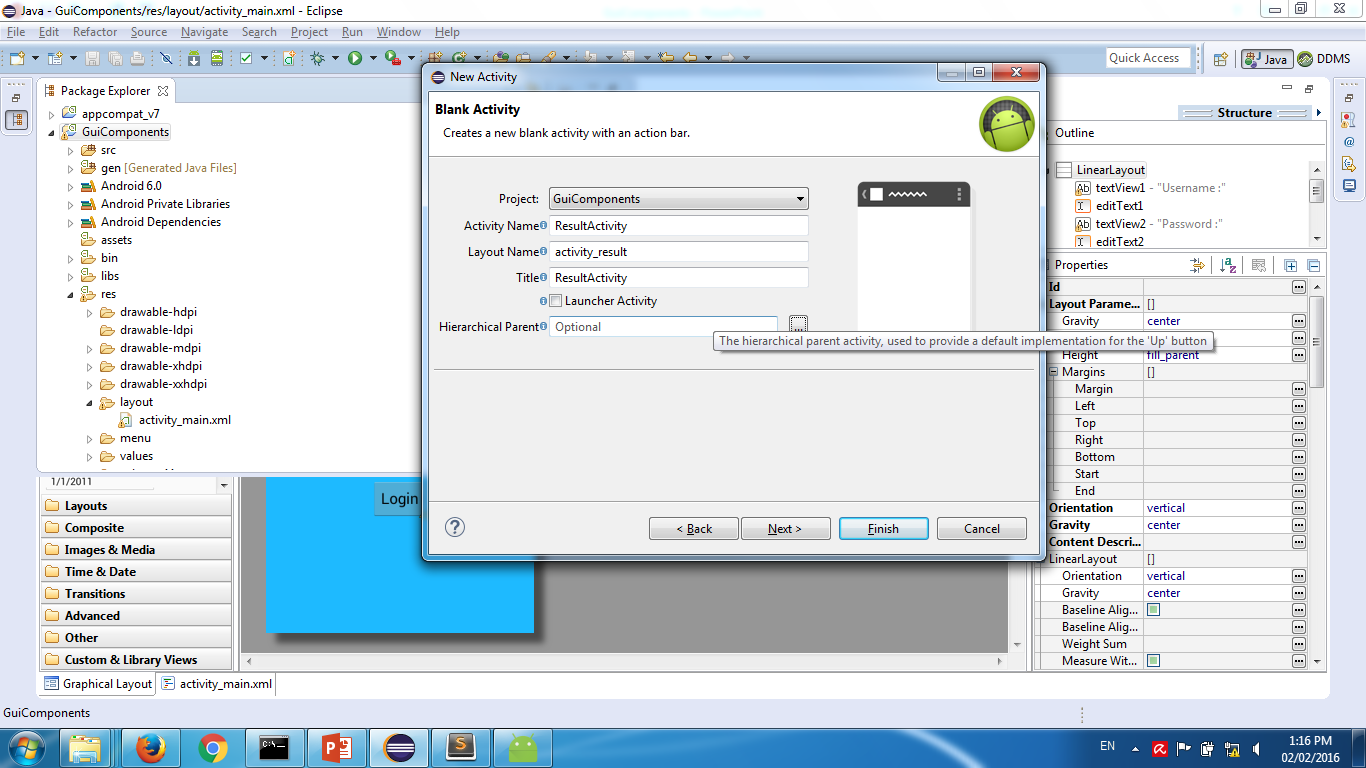 Java - GuiComponents/res/layout/activity_main.xml - Eclipse
File Edit Refactor Source Navigate Search Project Run Window Help
Quick Access
Java
DDMS
Package Explorer
appcompat_v7
GuiComponents
src
gen [Generated Java Files]
Android 6.0
Android Private Libraries
Android Dependencies
assets
bin
libs
res
drawable-hdpi
drawable-ldpi
drawable-mdpi
drawable-xhdpi
drawable-xxhdpi
layout
activity_main.xml
menu
values
1/1/2011
Layouts
Composite
Images & Media
Time & Date
Transitions
Advanced
Other
Custom & Library Views
Graphical Layout
activity_main.xml
Login
New Activity
Blank Activity
Creates a new blank activity with an action bar.
Project: GuiComponents
Activity Name ResultActivity
Layout Name activity_result
Title ResultActivity
Launcher Activity
Hierarchical Parent Optional ...
The hierarchical parent activity, used to provide a default implementation for the 'Up' button
< Back
Next >
Finish
Cancel
Structure
Outline
LinearLayout
textView1 - "Username :"
editText1
textView2 - "Password :"
editText2
Properties
Id
Layout Parame... []
Gravity center
Height fill_parent
Margins []
Margin
Left
Top
Right
Bottom
Start
End
Orientation vertical
Gravity center
Content Descri...
LinearLayout []
Orientation vertical
Gravity center
Baseline Alig...
Baseline Alig...
Weight Sum
Measure Wit...
GuiComponents
EN
1:16 PM
02/02/2016